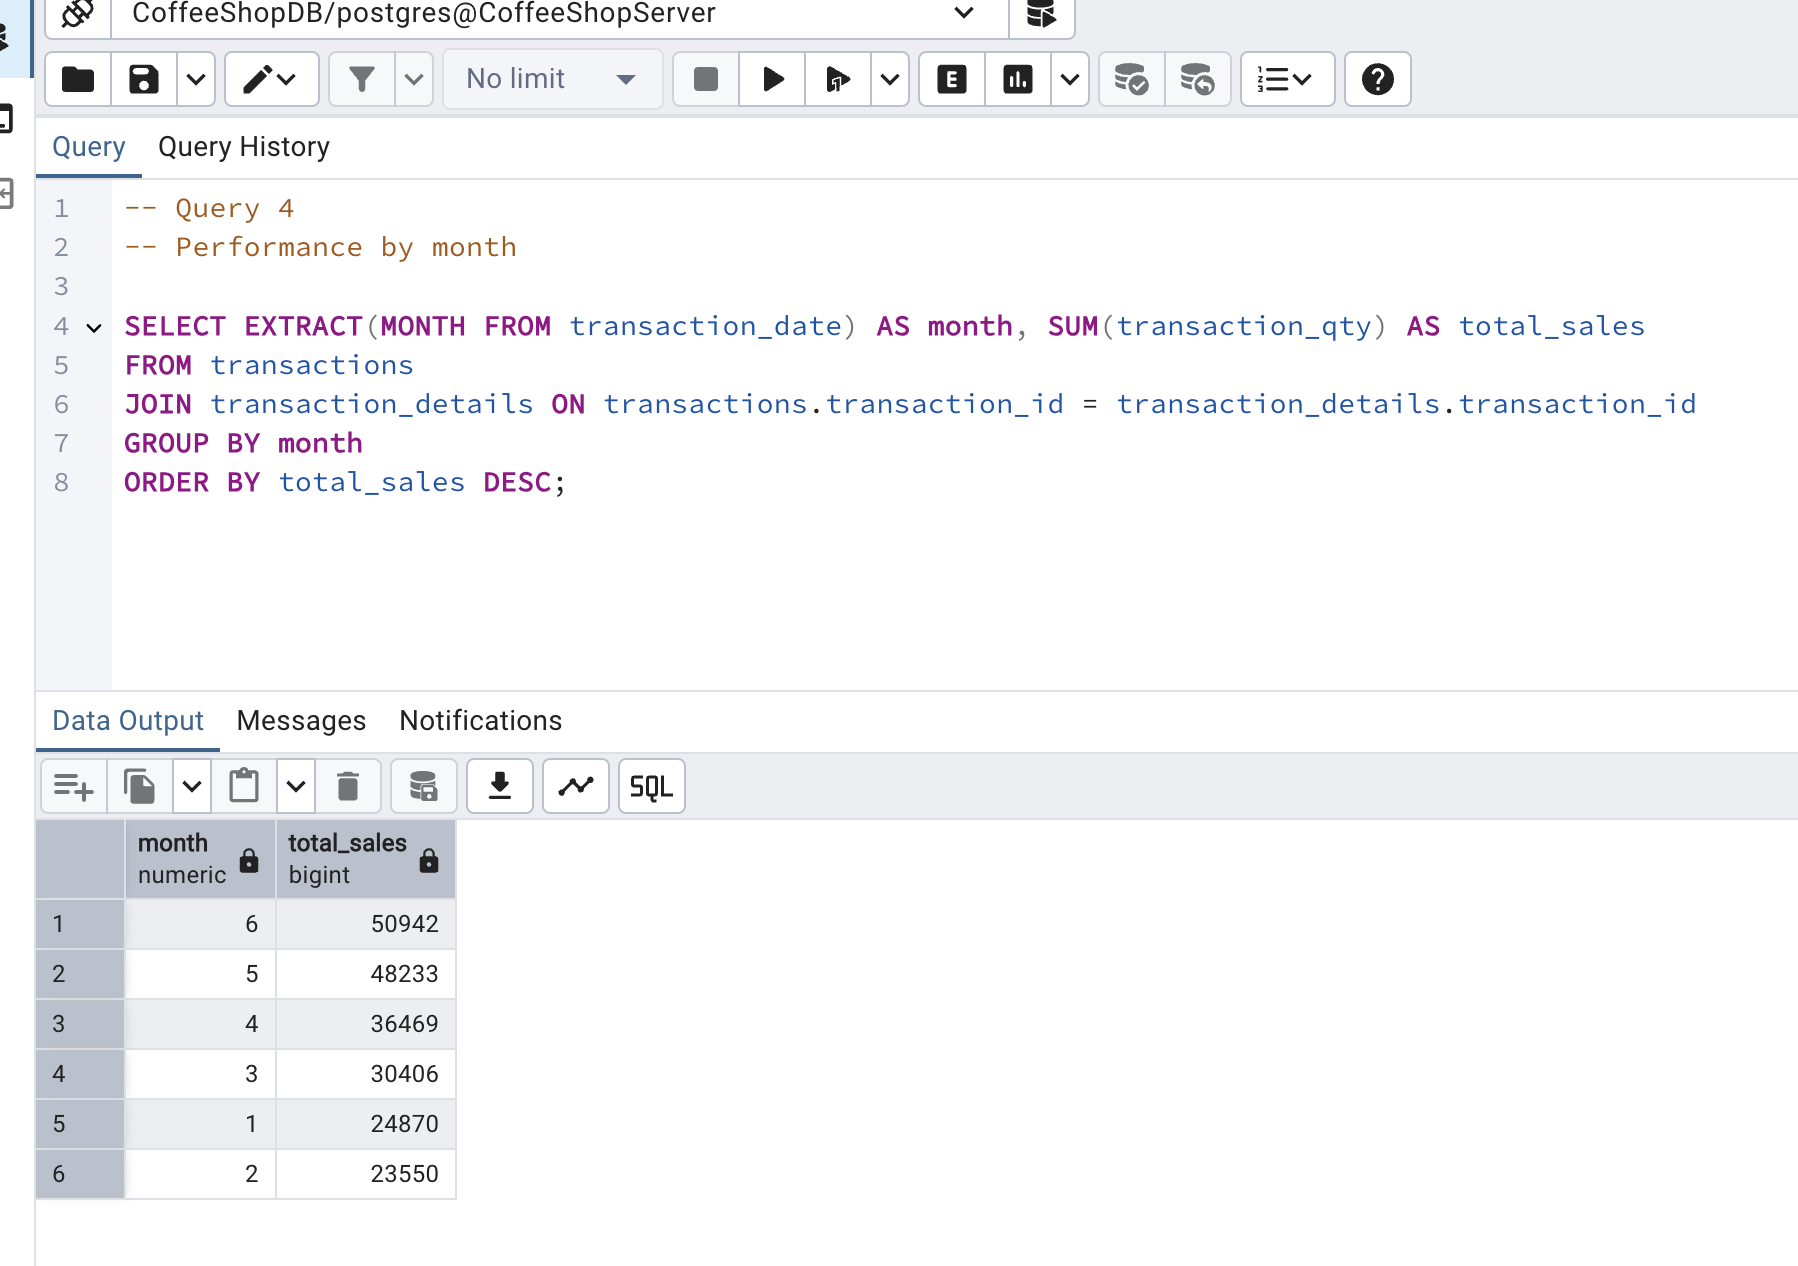 CoffeeShopDB/postgres@CoffeeShopServer
No limit
E
Query Query History
1 -- Query 4
2 -- Performance by month
3
4 SELECT EXTRACT(MONTH FROM transaction_date) AS month, SUM(transaction_qty) AS total_sales
5 FROM transactions
6 JOIN transaction_details ON transactions.transaction_id = transaction_details.transaction_id
7 GROUP BY month
8 ORDER BY total_sales DESC;
Data Output Messages Notifications
SQL
month total_sales
numeric bigint
1 6 50942
2 5 48233
3 4 36469
4 3 30406
5 1 24870
6 2 23550